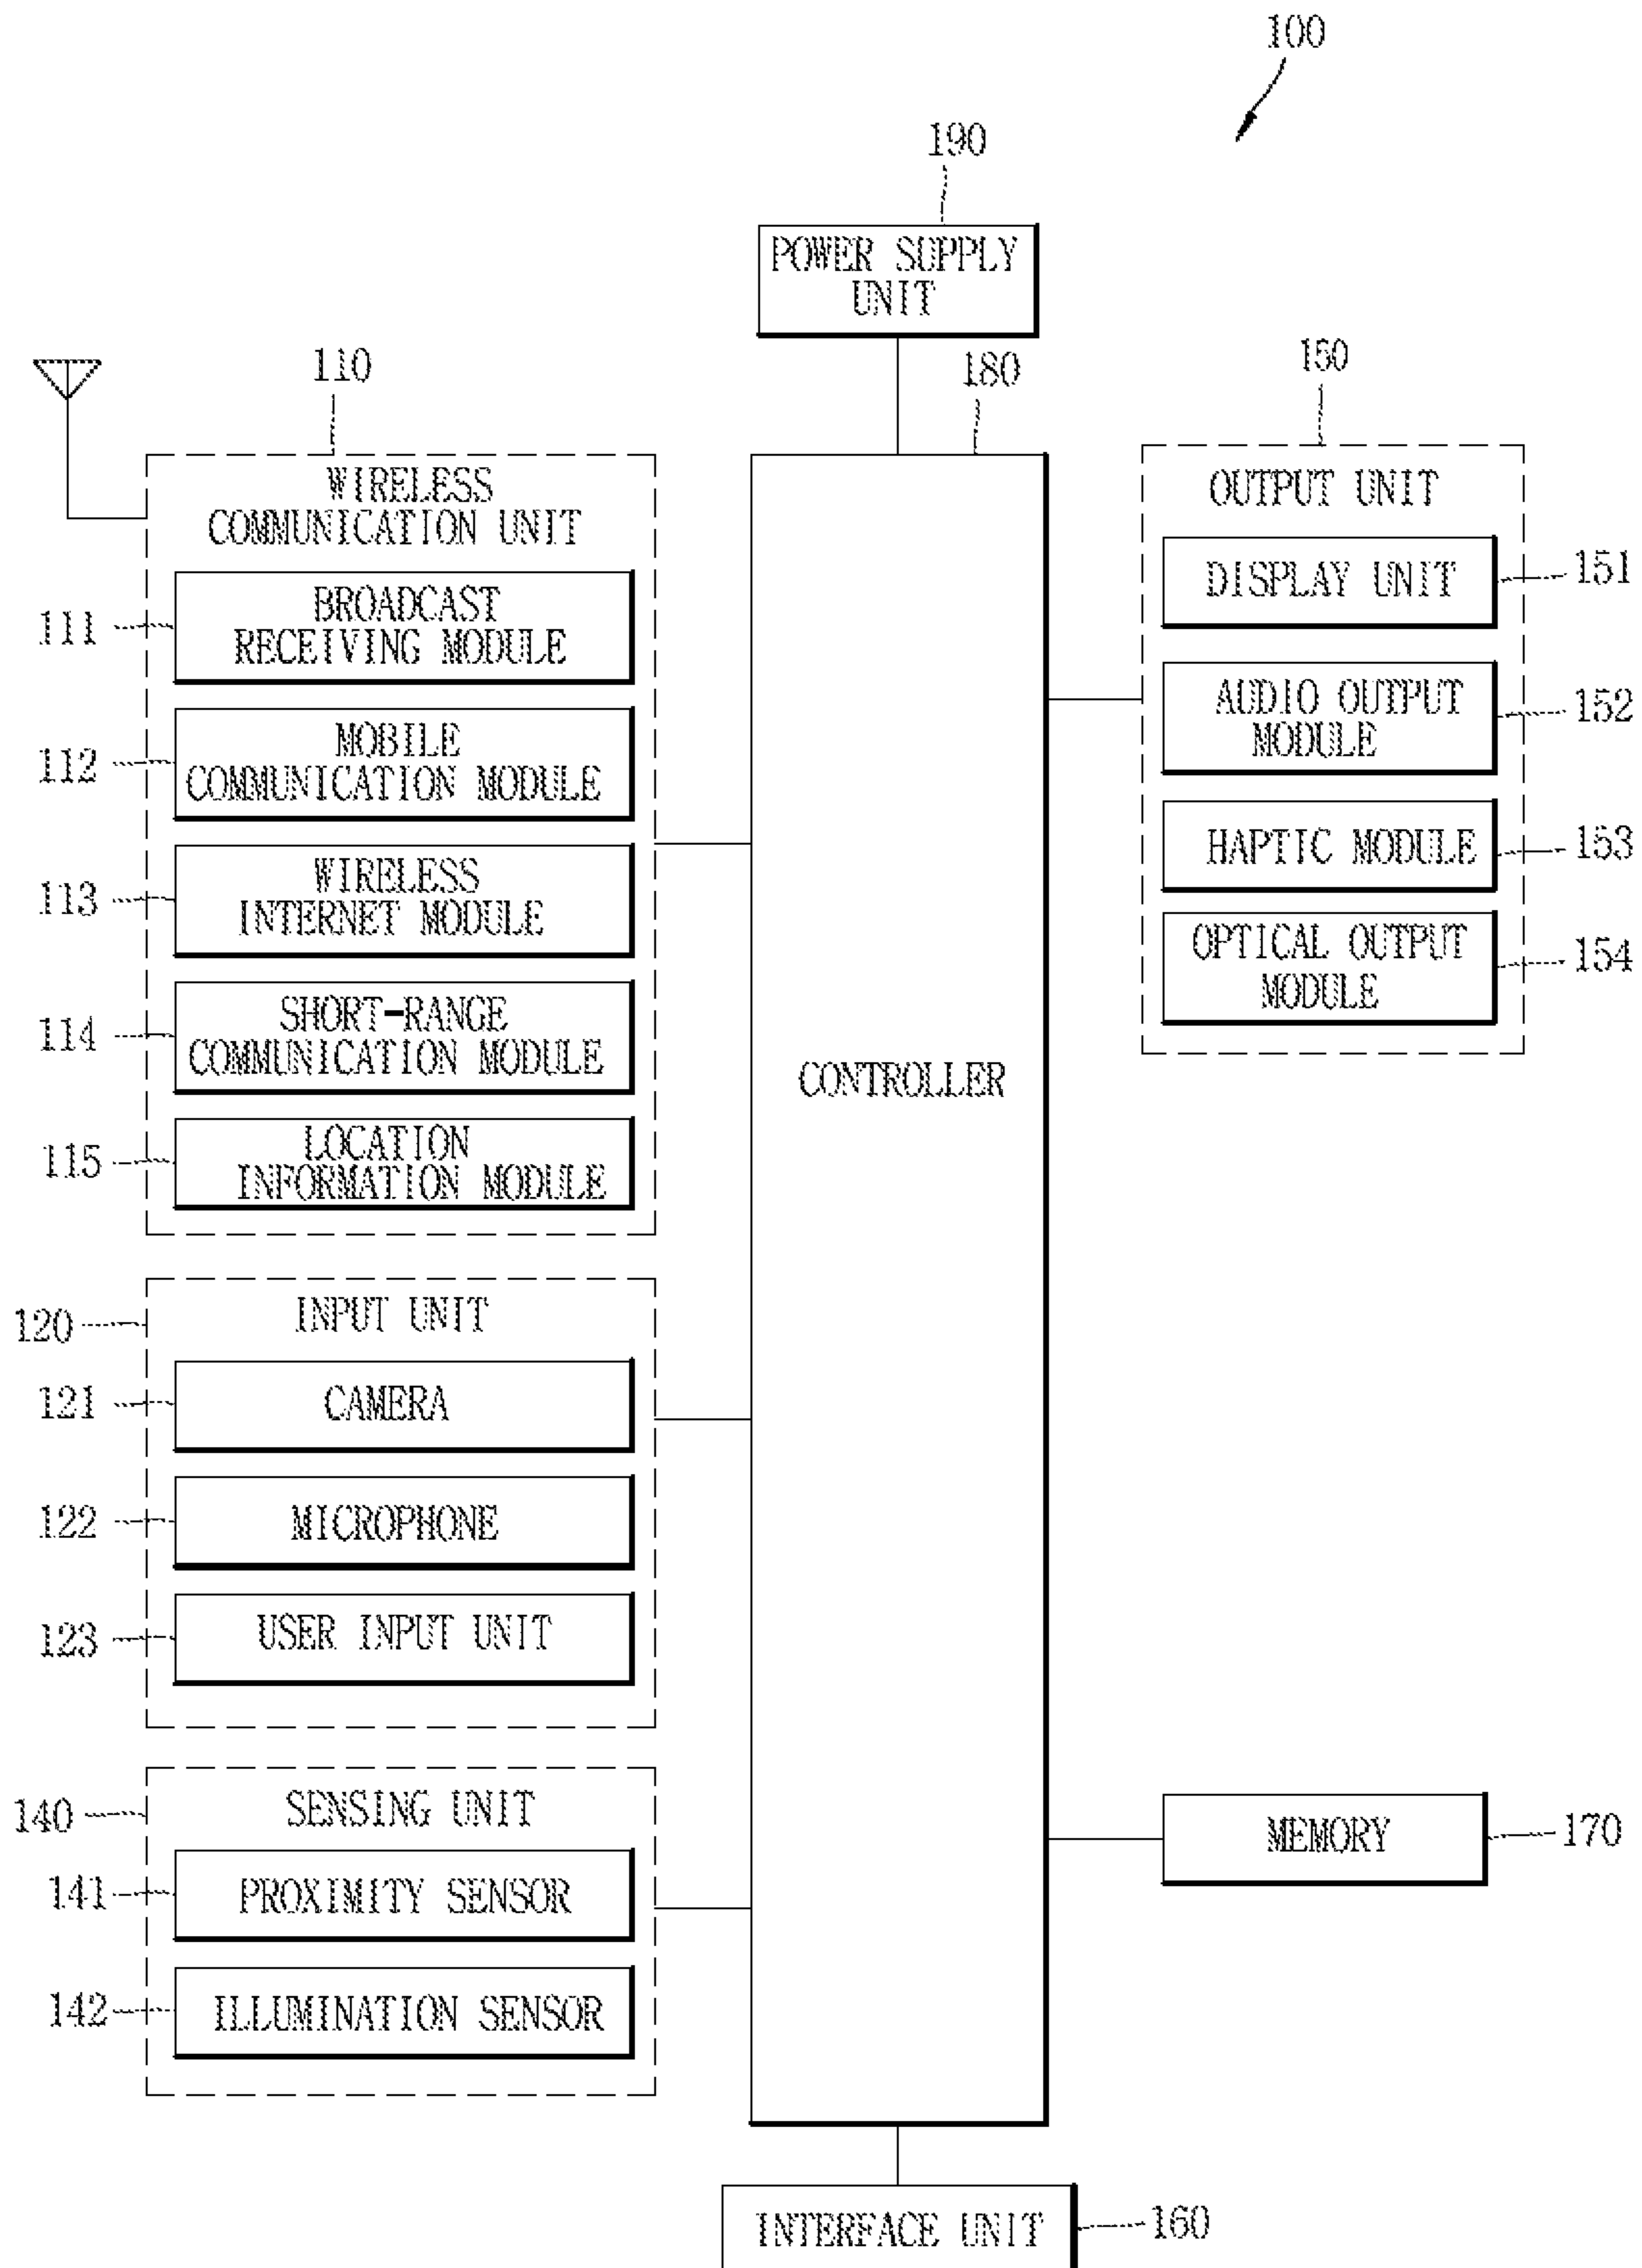 100
190
POWER SUPPLY
UNIT
110
180
150
WIRELESS
COMMUNICATION UNIT
111
BROADCAST
RECEIVING MODULE
112
MOBILE
COMMUNICATION MODULE
113
WIRELESS
INTERNET MODULE
114
SHORT-RANGE
COMMUNICATION MODULE
115
LOCATION
INFORMATION MODULE
120
INPUT UNIT
121
CAMERA
122
MICROPHONE
123
USER INPUT UNIT
140
SENSING UNIT
141
PROXIMITY SENSOR
142
ILLUMINATION SENSOR
CONTROLLER
OUTPUT UNIT
DISPLAY UNIT
151
AUDIO OUTPUT
MODULE
152
HAPTIC MODULE
153
OPTICAL OUTPUT
MODULE
154
MEMORY
170
INTERFACE UNIT
160